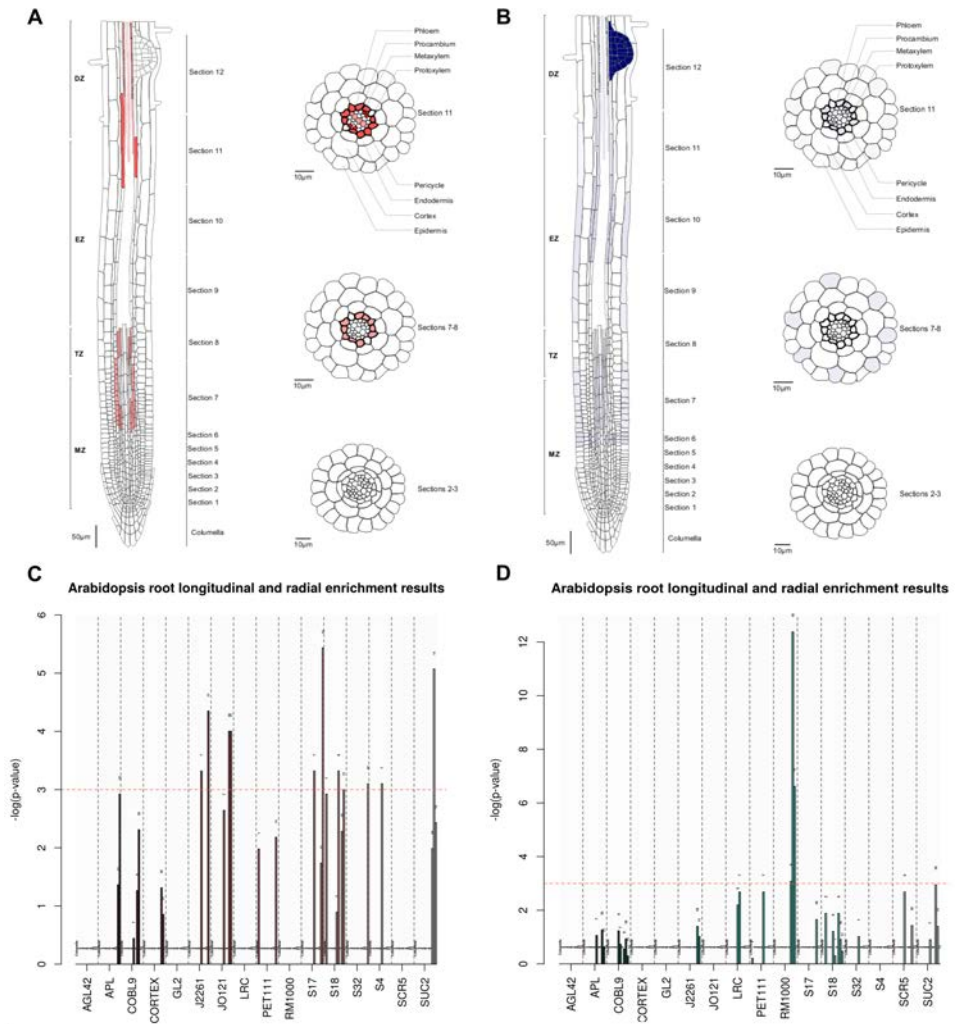 A
DZ
EZ
TZ
MZ
50µm
Section 12
Section 11
Section 10
Section 9
Section 8
Section 7
Section 6
Section 5
Section 4
Section 3
Section 2
Section 1
Columella
Phloem
Procambium
Metaxylem
Protoxylem
Section 11
10µm
Pericycle
Endodermis
Cortex
Epidermis
Sections 7-8
10µm
Sections 2-3
10µm
B
DZ
EZ
TZ
MZ
50µm
Section 12
Section 11
Section 10
Section 9
Section 8
Section 7
Section 6
Section 5
Section 4
Section 3
Section 2
Section 1
Columella
Phloem
Procambium
Metaxylem
Protoxylem
Section 11
10µm
Pericycle
Endodermis
Cortex
Epidermis
Sections 7-8
10µm
Sections 2-3
10µm
C
Arabidopsis root longitudinal and radial enrichment results
-log(p-value)
6
5
4
3
2
1
0
AGL42
APL
COBL9
CORTEX
GL2
J2261
JO121
LRC
PET111
RM1000
S17
S18
S32
S4
SCR5
SUC2
D
Arabidopsis root longitudinal and radial enrichment results
-log(p-value)
12
10
8
6
4
2
0
AGL42
APL
COBL9
CORTEX
GL2
J2261
JO121
LRC
PET111
RM1000
S17
S18
S32
S4
SCR5
SUC2